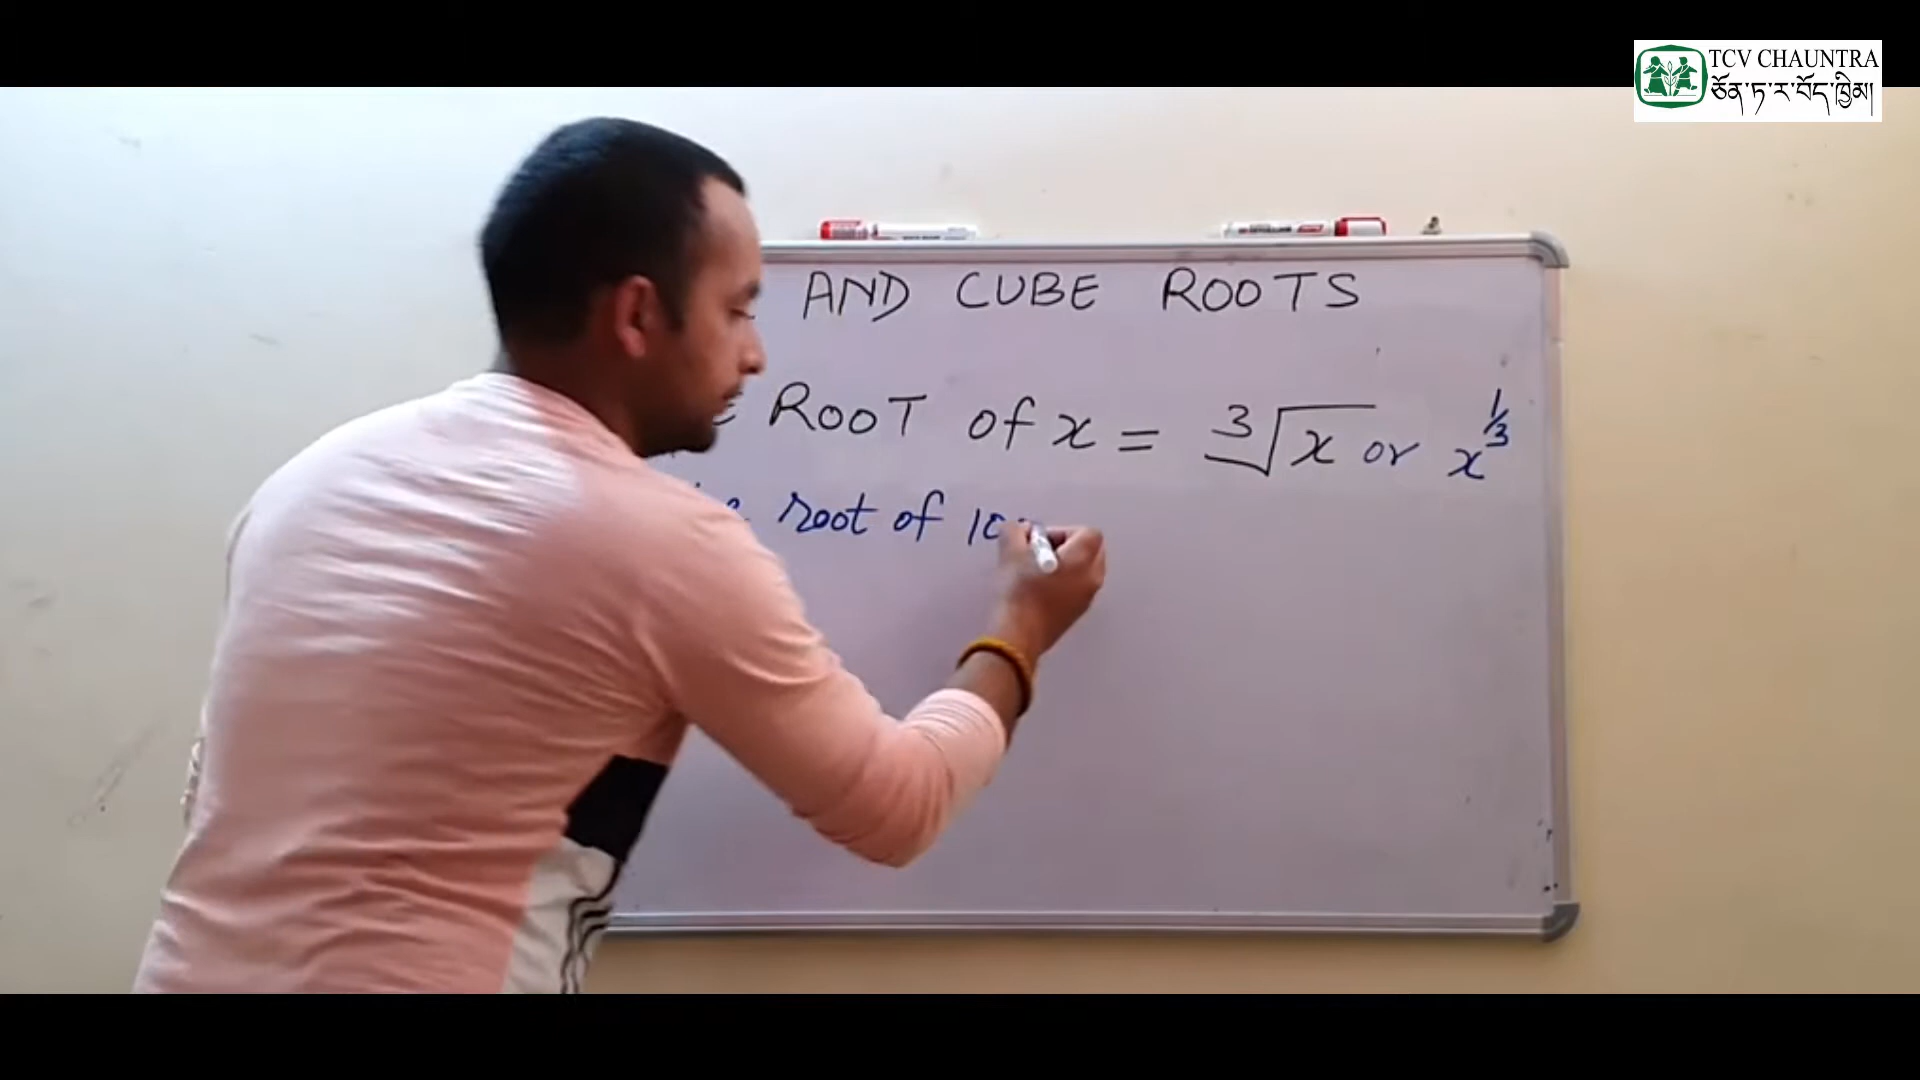 TCV CHAUNTRA
ཅོན་ཏ་ར་བོད་ཁྱིམ།
AND CUBE ROOTS
ROOT of x = ³√x or x^1/3
root of 10